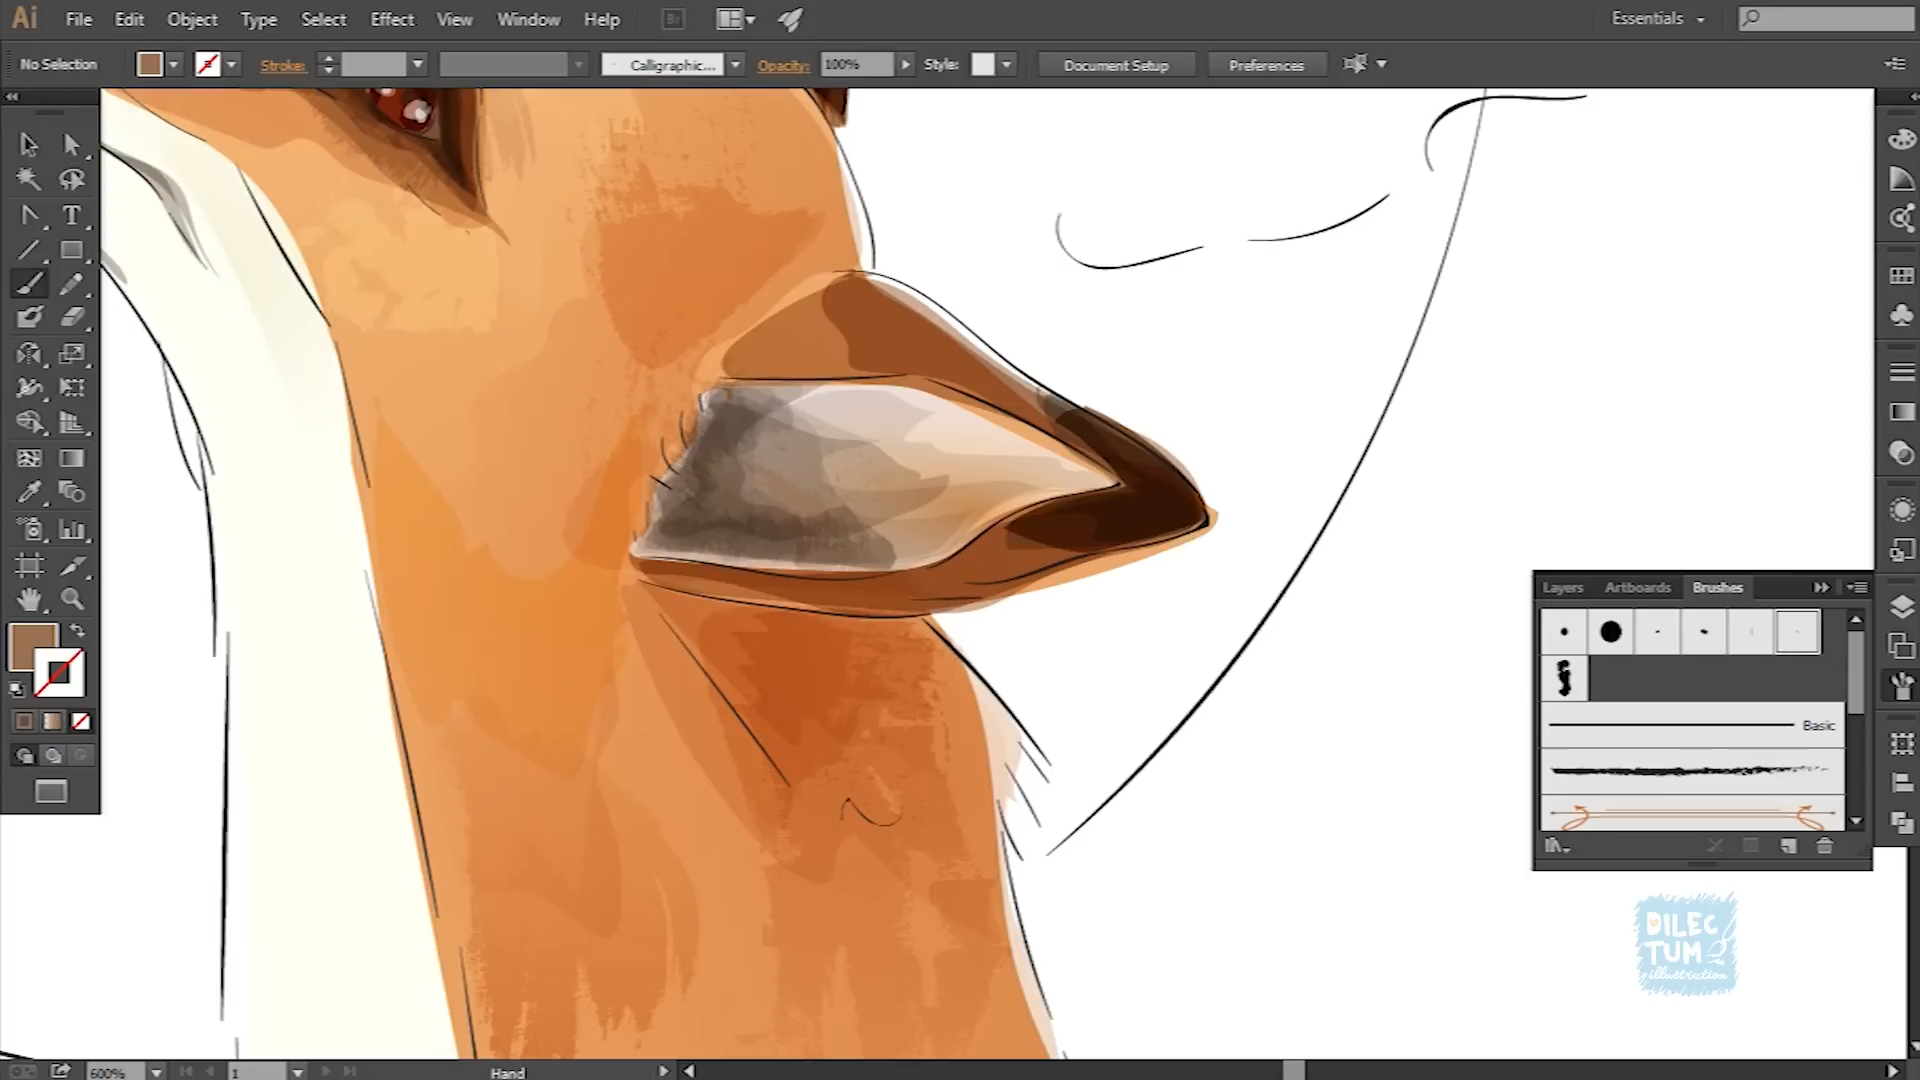 Ai File Edit Object Type Select Effect View Window Help Br Essentials
No Selection Stroke: Calligraphic... Opacity: 100% Style: Document Setup Preferences
T
Layers Artboards Brushes
Basic
DILEC
TUM
illustration
600% 1 Hand